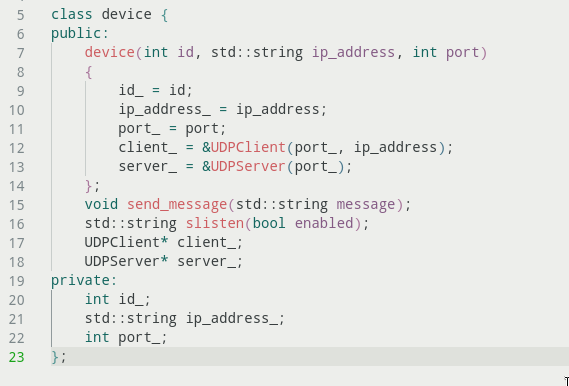 5 class device {
6 public:
7     device(int id, std::string ip_address, int port)
8     {
9         id_ = id;
10         ip_address_ = ip_address;
11         port_ = port;
12         client_ = &UDPClient(port_, ip_address);
13         server_ = &UDPServer(port_);
14     };
15     void send_message(std::string message);
16     std::string slisten(bool enabled);
17     UDPClient* client_;
18     UDPServer* server_;
19 private:
20     int id_;
21     std::string ip_address_;
22     int port_;
23 };